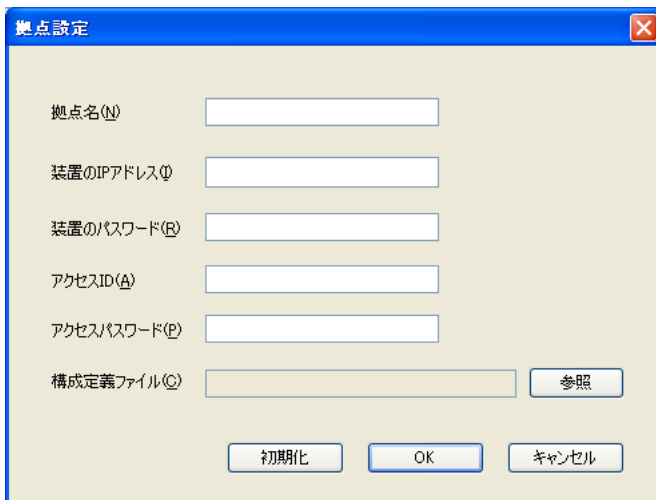 拠点設定
拠点名(N)
装置のIPアドレス(I)
装置のパスワード(R)
アクセスID(A)
アクセスパスワード(P)
構成定義ファイル(C)
参照
初期化 OK キャンセル